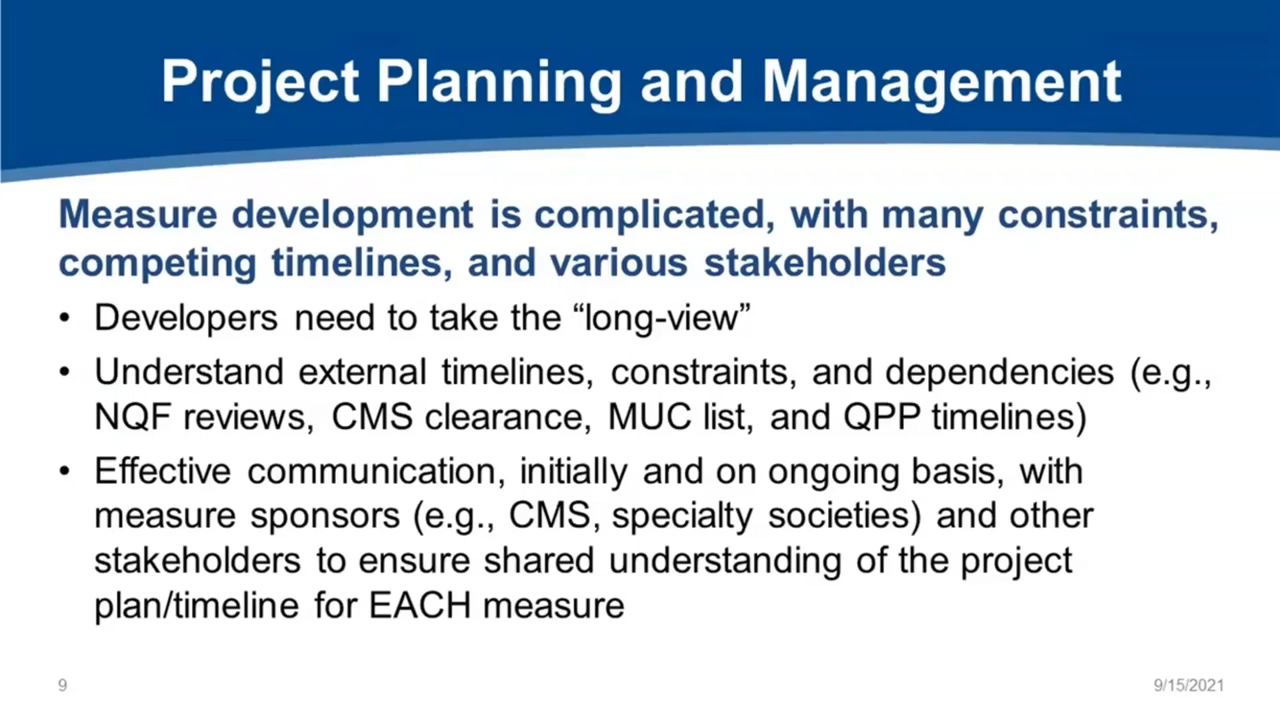 Project Planning and Management
Measure development is complicated, with many constraints,
competing timelines, and various stakeholders
• Developers need to take the “long-view”
• Understand external timelines, constraints, and dependencies (e.g.,
NQF reviews, CMS clearance, MUC list, and QPP timelines)
• Effective communication, initially and on ongoing basis, with
measure sponsors (e.g., CMS, specialty societies) and other
stakeholders to ensure shared understanding of the project
plan/timeline for EACH measure
9
9/15/2021